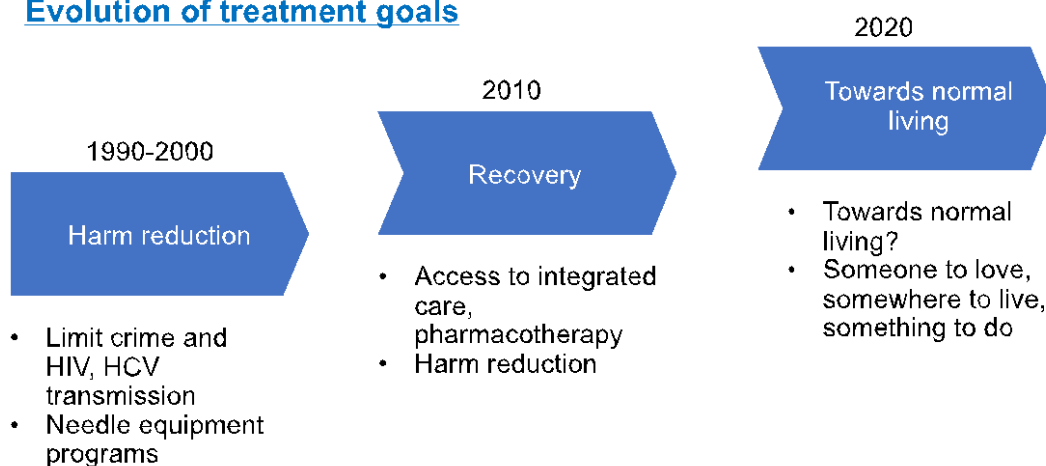 Evolution of treatment goals
1990-2000
Harm reduction
• Limit crime and
HIV, HCV
transmission
• Needle equipment
programs
2010
Recovery
• Access to integrated
care,
pharmacotherapy
• Harm reduction
2020
Towards normal
living
• Towards normal
living?
• Someone to love,
somewhere to live,
something to do